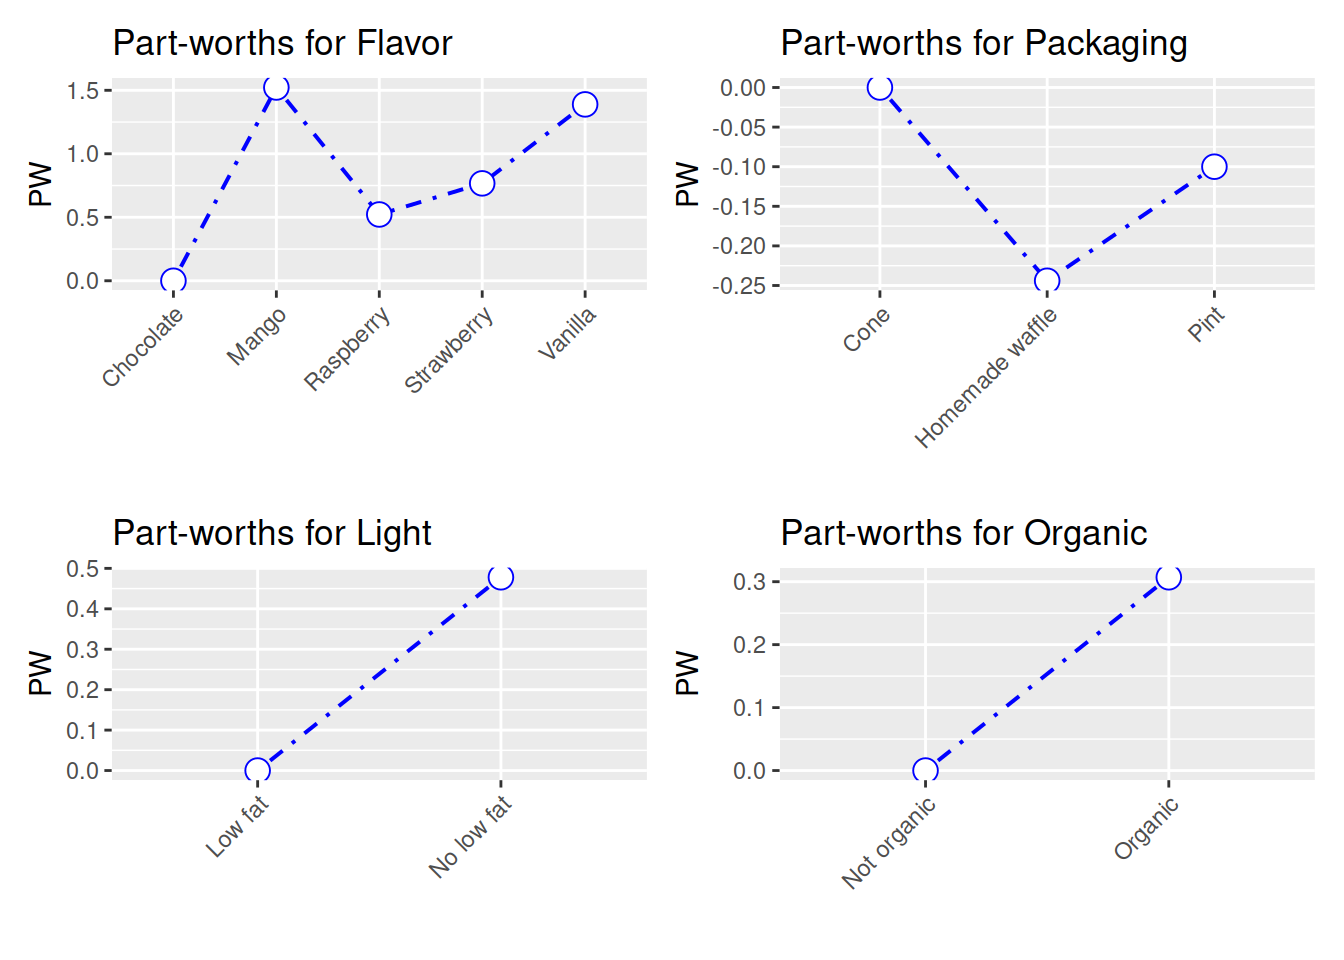 Part-worths for Flavor
PW
1.5
1.0
0.5
0.0
Chocolate
Mango
Raspberry
Strawberry
Vanilla
Part-worths for Packaging
PW
0.00
-0.05
-0.10
-0.15
-0.20
-0.25
Cone
Homemade waffle
Pint
Part-worths for Light
PW
0.5
0.4
0.3
0.2
0.1
0.0
Low fat
No low fat
Part-worths for Organic
PW
0.3
0.2
0.1
0.0
Not organic
Organic